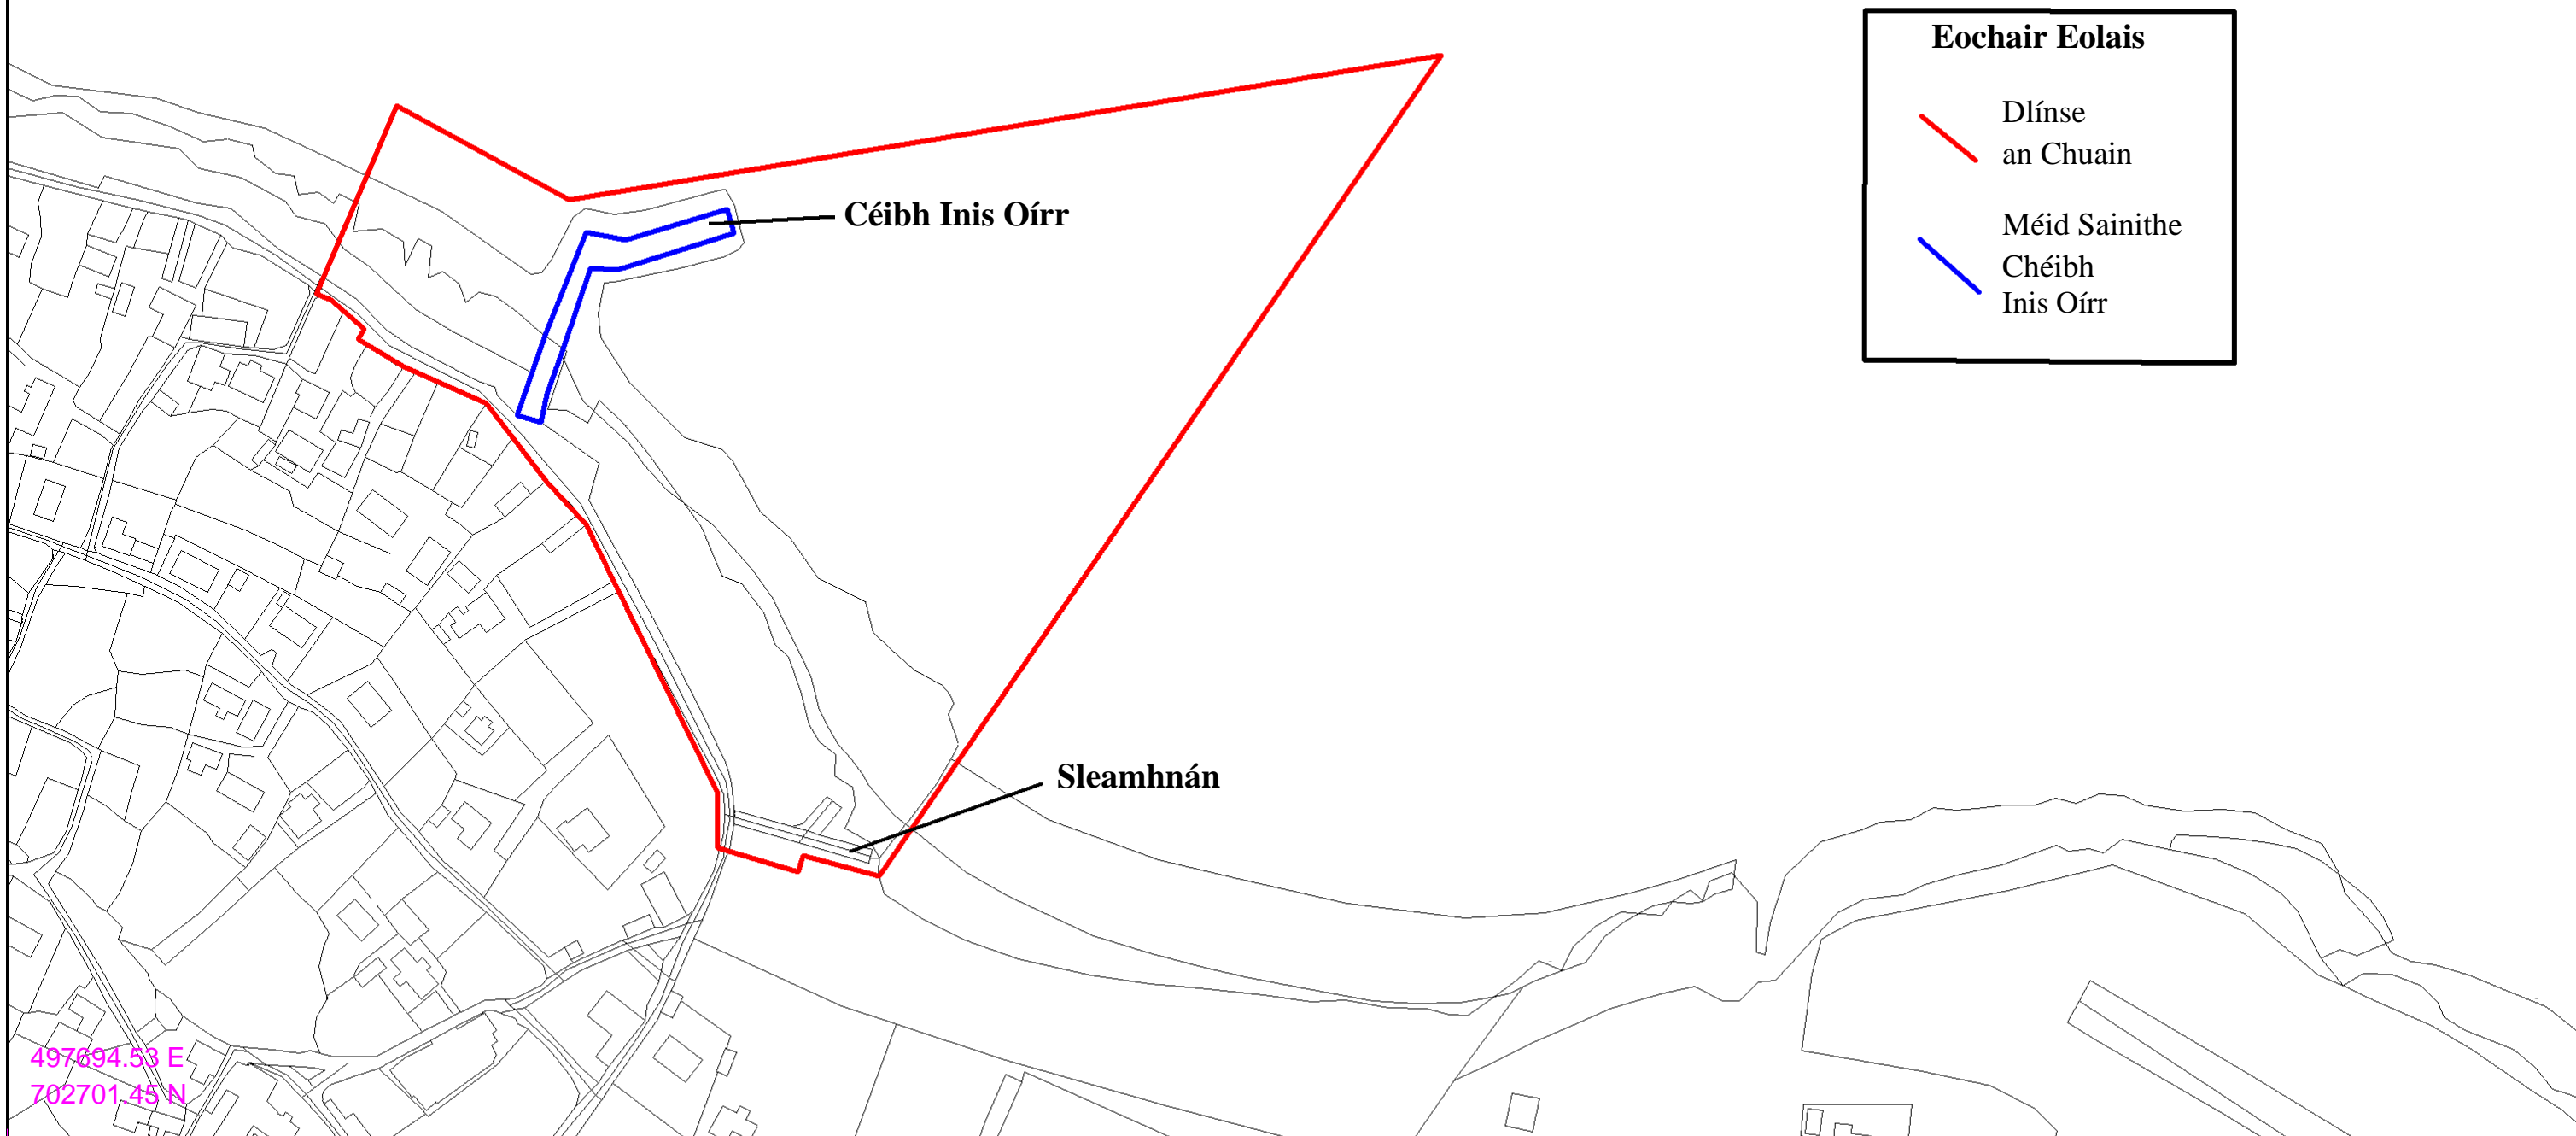 Eochair Eolais
Dlínse
an Chuain
Méid Sainithe
Chéibh
Inis Oírr
Céibh Inis Oírr
Sleamhnán
497694.53 E
702701.45 N